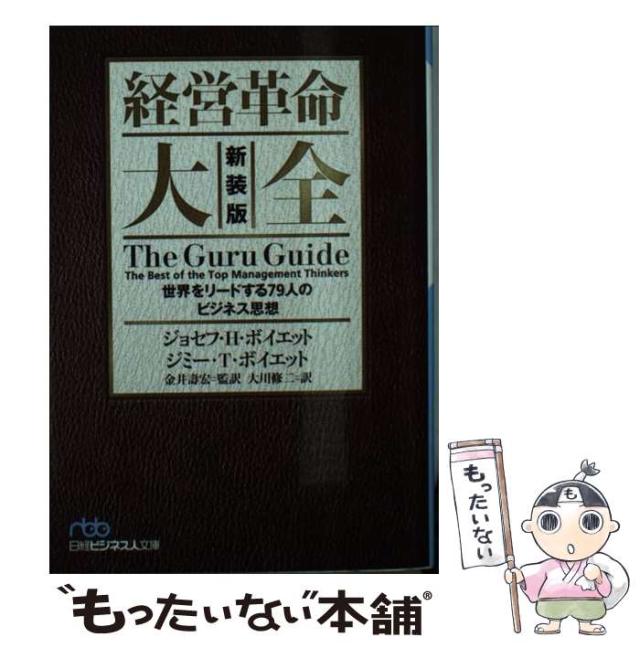 経営革命
大新装版全
The Guru Guide
The Best of the Top Management Thinkers
世界をリードする79人の
ビジネス思想
ジョセフ・H・ボイエット
ジミー・T・ボイエット
金井壽宏=監訳 大川修二=訳
nbb
日経ビジネス人文庫
もったいない
も
"もったいない"本舗®